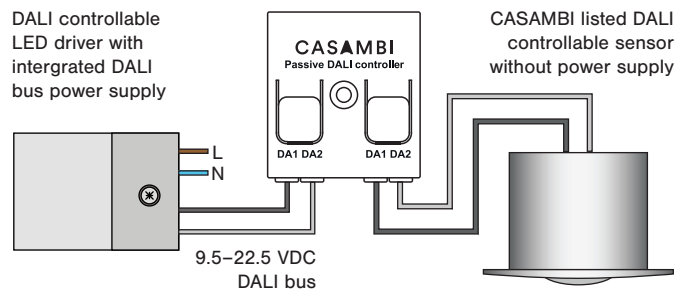 DALI controllable
LED driver with
intergrated DALI
bus power supply
CASAMBI
Passive DALI controller
DA1 DA2
DA1 DA2
CASAMBI listed DALI
controllable sensor
without power supply
L
N
9.5–22.5 VDC
DALI bus